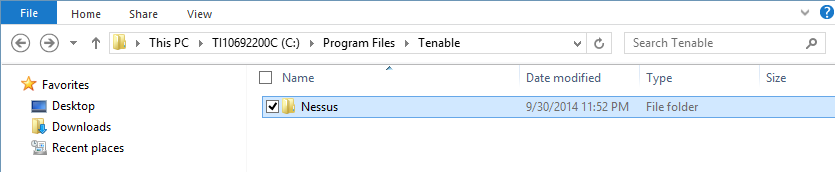 File Home Share View
This PC TI10692200C (C:) Program Files Tenable Search Tenable
Name Date modified Type Size
Favorites
Desktop Nessus 9/30/2014 11:52 PM File folder
Downloads
Recent places